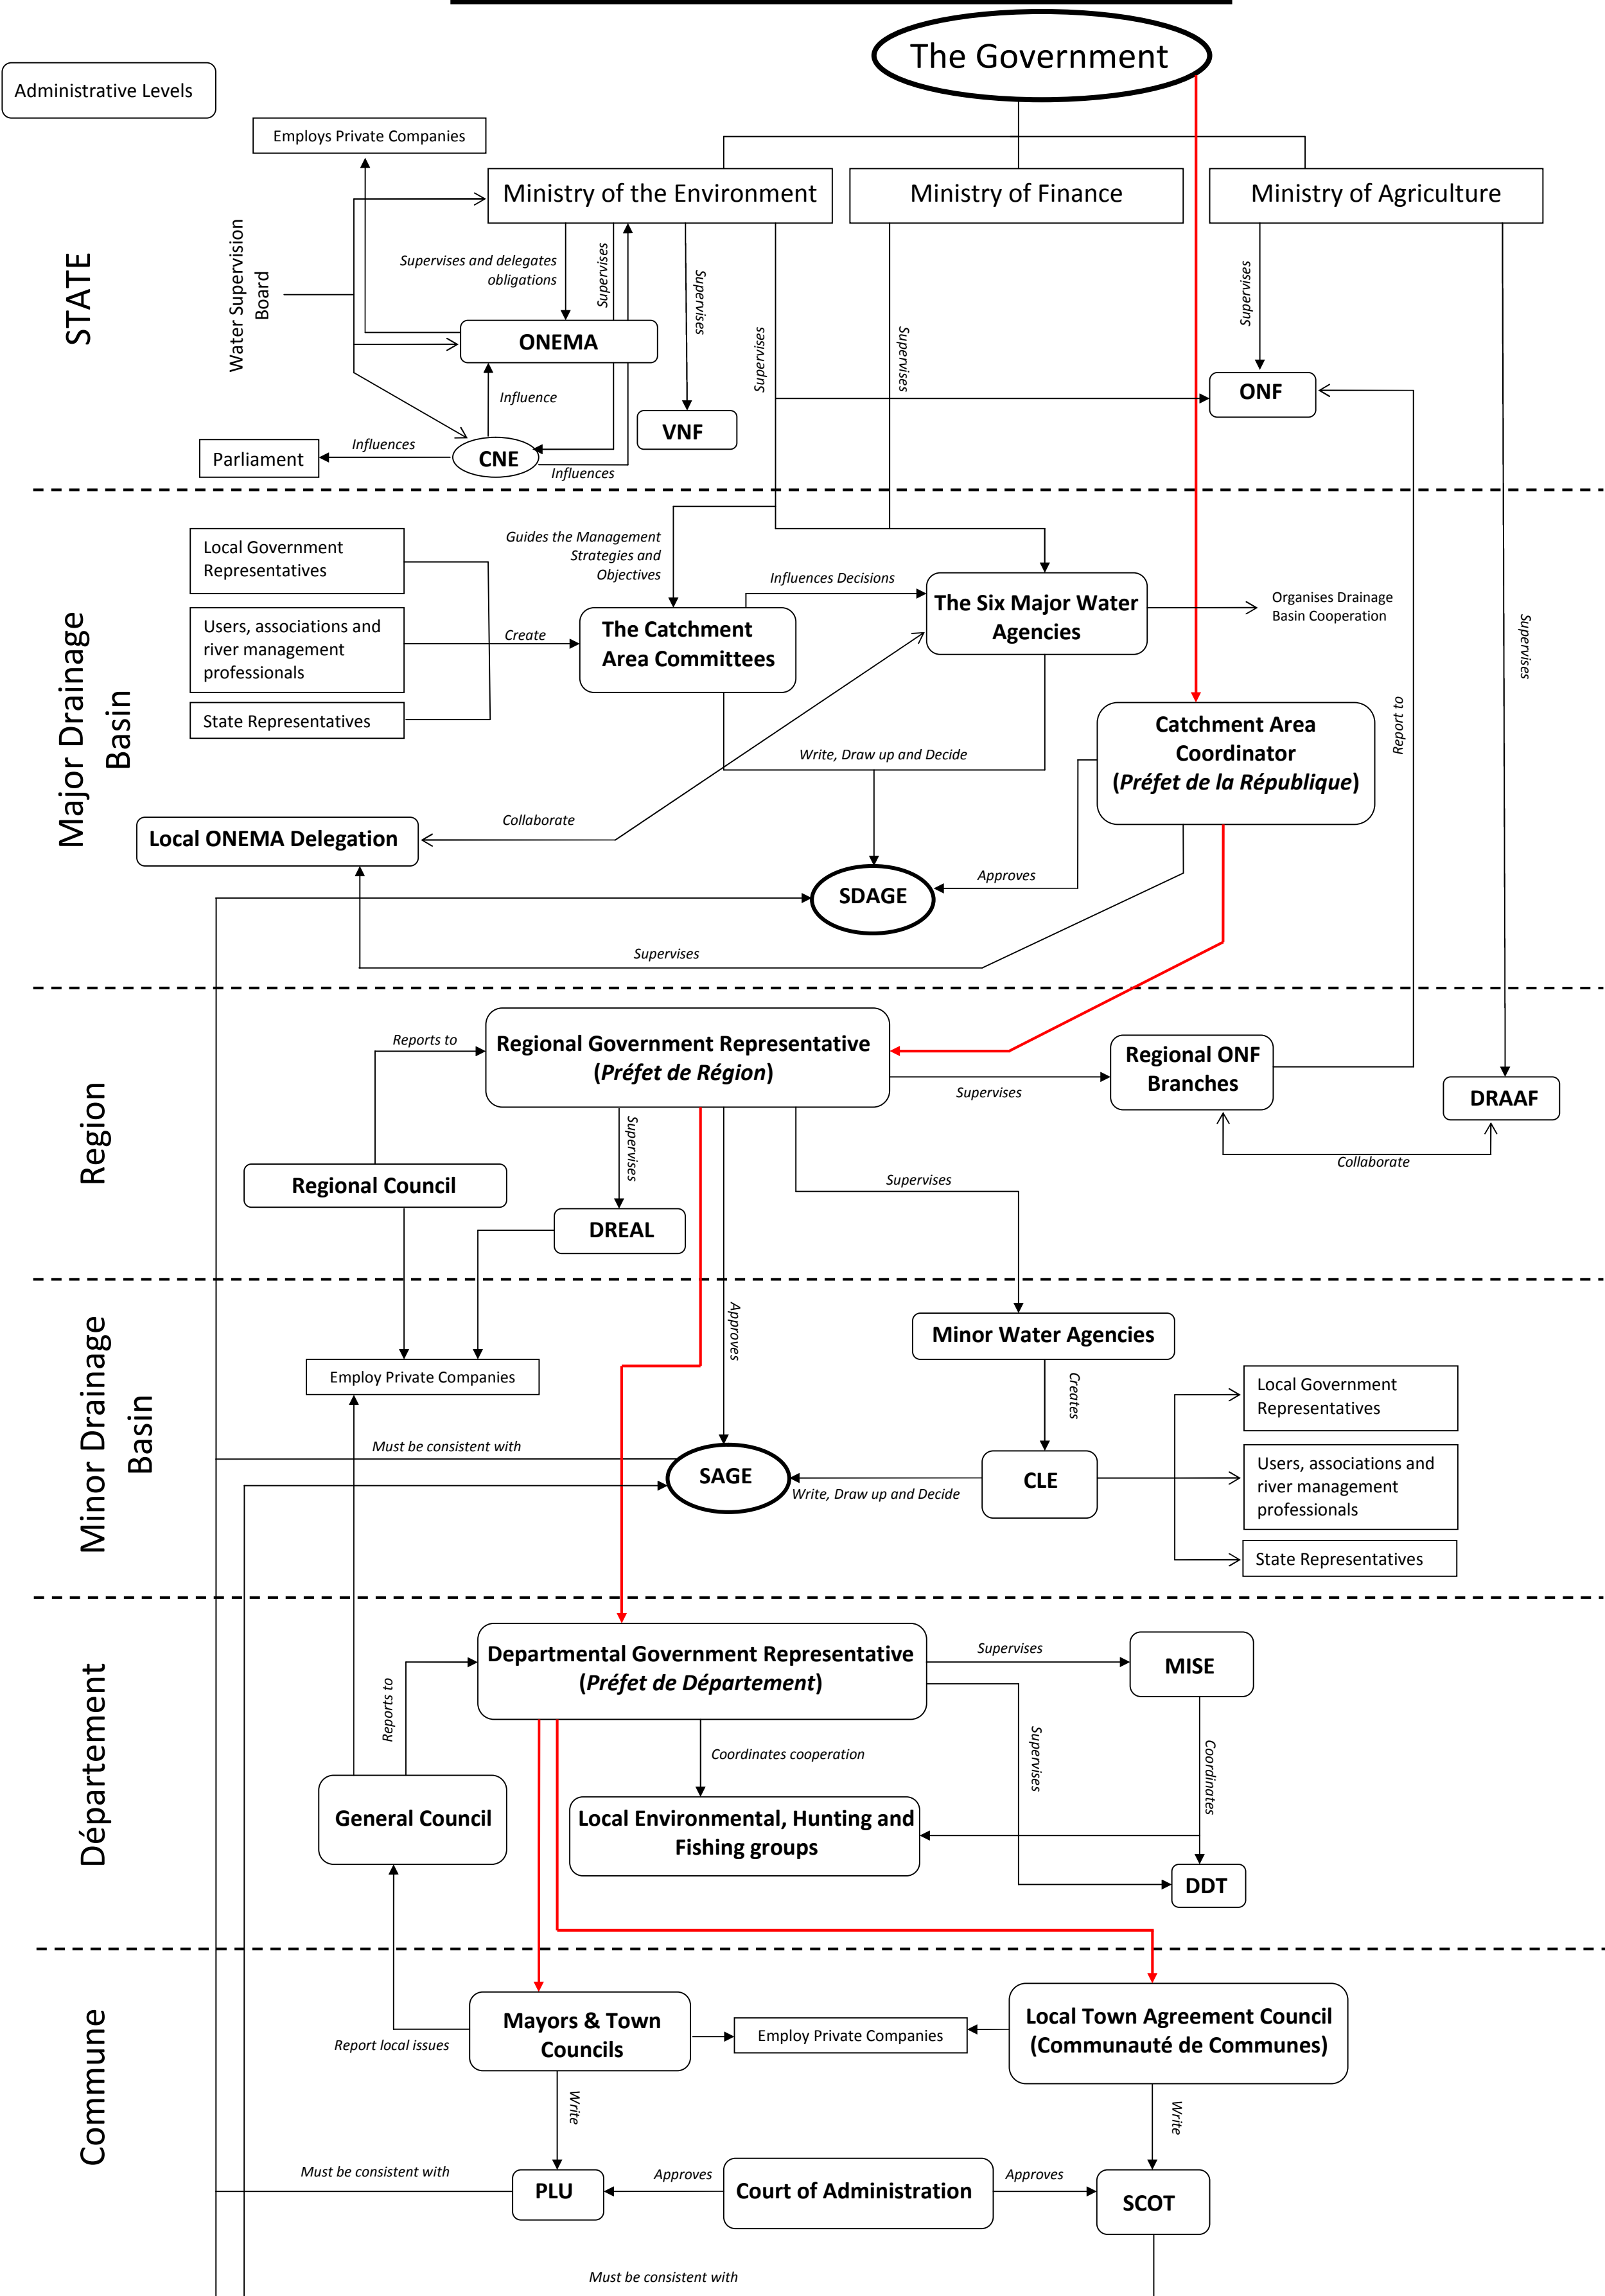 The Government
Administrative Levels
Employs Private Companies
Ministry of the Environment
Ministry of Finance
Ministry of Agriculture
STATE
Water Supervision
Board
Supervises and delegates
obligations
Supervises
Supervises
Supervises
Supervises
Supervises
ONEMA
ONF
Influence
VNF
Parliament
Influences
CNE
Influences
Major Drainage
Basin
Local Government
Representatives
Guides the Management
Strategies and
Objectives
Influences Decisions
The Six Major Water
Agencies
Organises Drainage
Basin Cooperation
Users, associations and
river management
professionals
Create
The Catchment
Area Committees
Supervises
State Representatives
Report to
Catchment Area
Coordinator
(Préfet de la République)
Write, Draw up and Decide
Local ONEMA Delegation
Collaborate
SDAGE
Approves
Supervises
Region
Reports to
Regional Government Representative
(Préfet de Région)
Supervises
Regional ONF
Branches
DRAAF
Collaborate
Supervises
Regional Council
Supervises
DREAL
Minor Drainage
Basin
Approves
Minor Water Agencies
Employ Private Companies
Creates
Local Government
Representatives
Must be consistent with
SAGE
Write, Draw up and Decide
CLE
Users, associations and
river management
professionals
State Representatives
Département
Departmental Government Representative
(Préfet de Département)
Supervises
MISE
Reports to
Coordinates cooperation
Supervises
Coordinates
General Council
Local Environmental, Hunting and
Fishing groups
DDT
Commune
Mayors & Town
Councils
Employ Private Companies
Local Town Agreement Council
(Communauté de Communes)
Report local issues
Write
Write
Must be consistent with
PLU
Approves
Court of Administration
Approves
SCOT
Must be consistent with